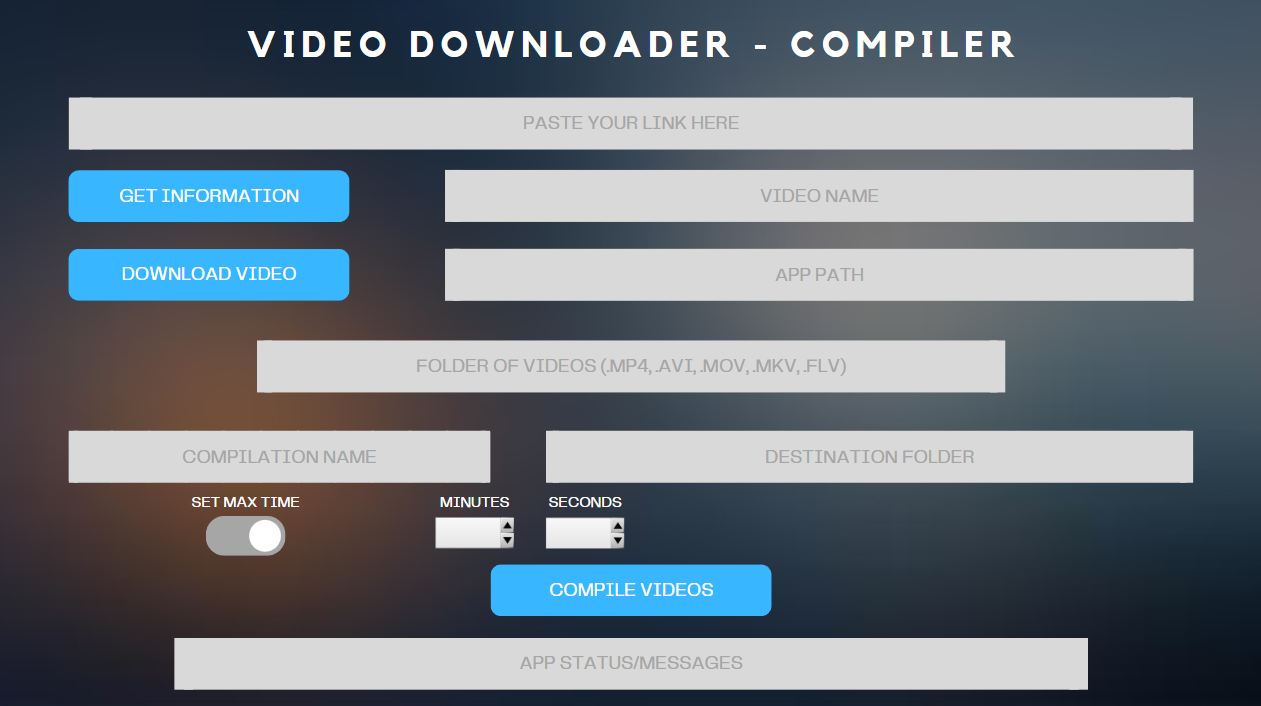 VIDEO DOWNLOADER - COMPILER
PASTE YOUR LINK HERE
GET INFORMATION
VIDEO NAME
DOWNLOAD VIDEO
APP PATH
FOLDER OF VIDEOS (.MP4, .AVI, .MOV, .MKV, .FLV)
COMPILATION NAME
DESTINATION FOLDER
SET MAX TIME
MINUTES
SECONDS
COMPILE VIDEOS
APP STATUS/MESSAGES